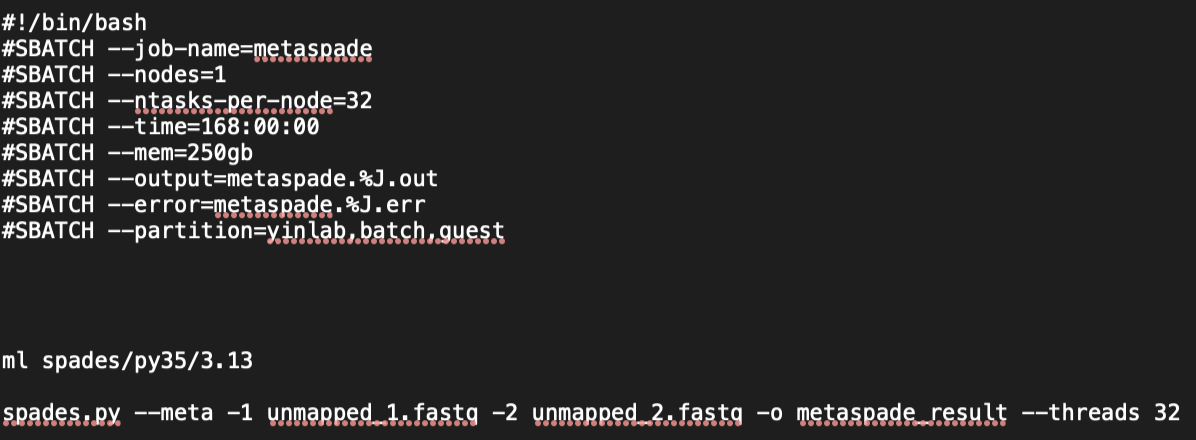 #!/bin/bash
#SBATCH --job-name=metaspade
#SBATCH --nodes=1
#SBATCH --ntasks-per-node=32
#SBATCH --time=168:00:00
#SBATCH --mem=250gb
#SBATCH --output=metaspade.%J.out
#SBATCH --error=metaspade.%J.err
#SBATCH --partition=yinlab,batch,guest
ml spades/py35/3.13
spades.py --meta -1 unmapped_1.fastq -2 unmapped_2.fastq -o metaspade_result --threads 32